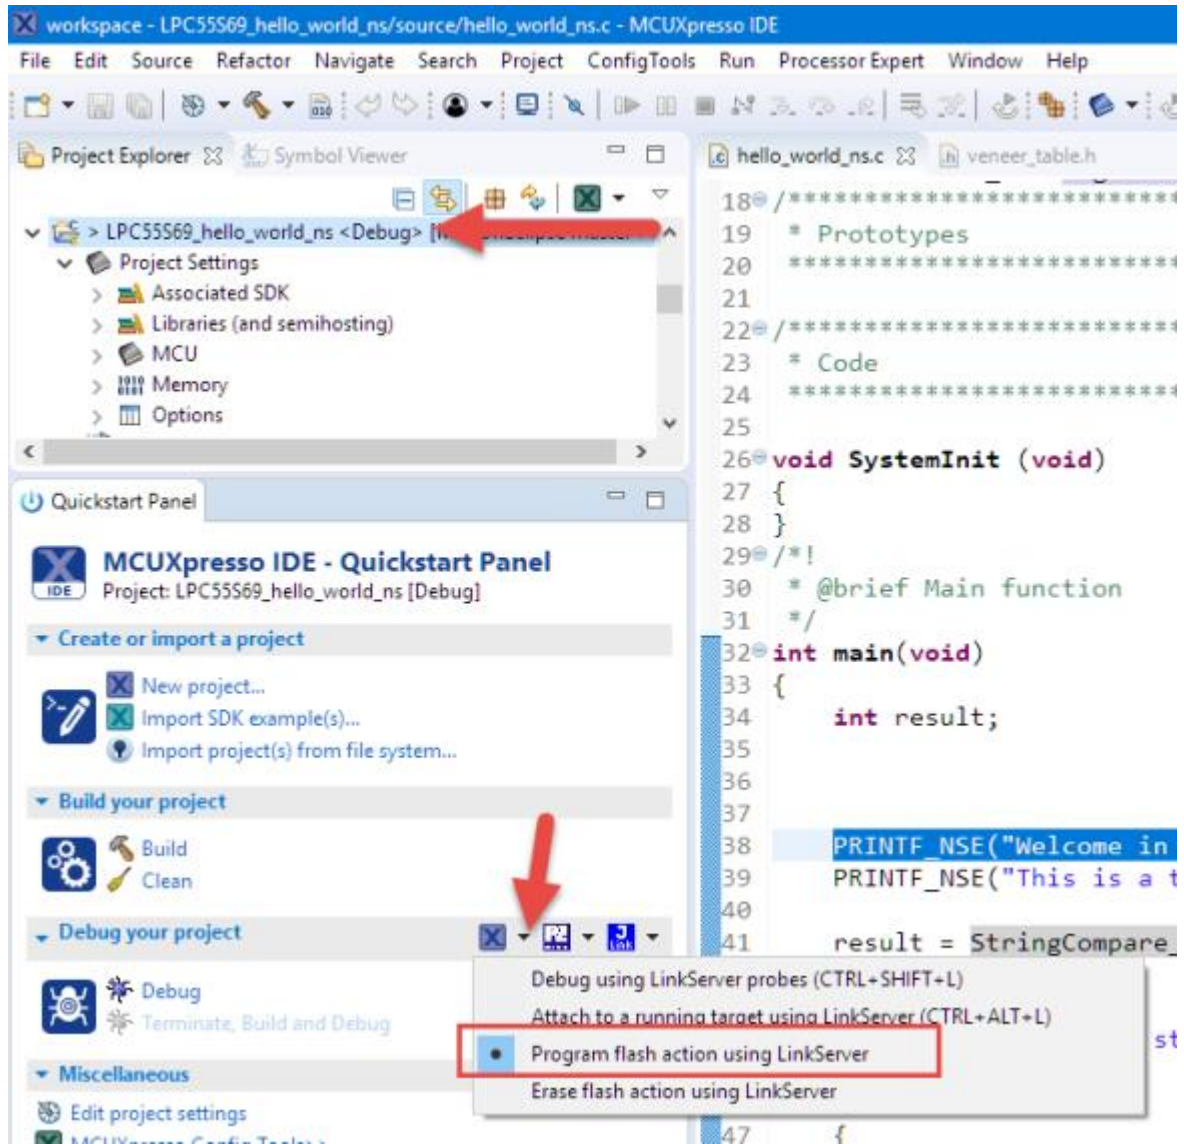 workspace - LPC55S69_hello_world_ns/source/hello_world_ns.c - MCUXpresso IDE
File Edit Source Refactor Navigate Search Project ConfigTools Run Processor Expert Window Help
Project Explorer Symbol Viewer
> LPC55S69_hello_world_ns <Debug>
Project Settings
Associated SDK
Libraries (and semihosting)
MCU
Memory
Options
Quickstart Panel
IDE
MCUXpresso IDE - Quickstart Panel
Project: LPC55S69_hello_world_ns [Debug]
Create or import a project
New project...
Import SDK example(s)...
Import project(s) from file system...
Build your project
Build
Clean
Debug your project
Debug
Terminate, Build and Debug
Debug using LinkServer probes (CTRL+SHIFT+L)
Attach to a running target using LinkServer (CTRL+ALT+L)
Program flash action using LinkServer
Erase flash action using LinkServer
Miscellaneous
Edit project settings
MCUXpresso Config Tools>>
hello_world_ns.c veneer_table.h
18 /***************************
19 * Prototypes
20 ***************************
21
22 /***************************
23 * Code
24 ***************************
25
26 void SystemInit (void)
27 {
28 }
29 /*!
30 * @brief Main function
31 */
32 int main(void)
33 {
34 int result;
35
36
37
38 PRINTF_NSE("Welcome in
39 PRINTF_NSE("This is a t
40
41 result = StringCompare_
st
47 {